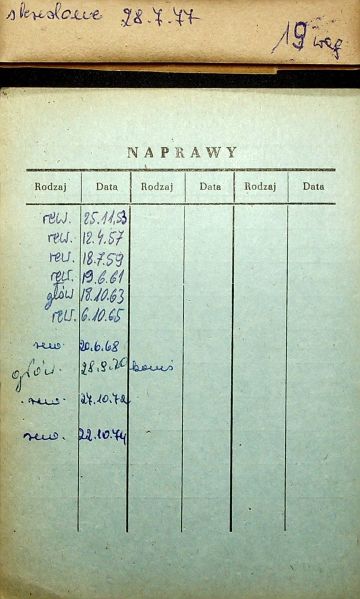 skreślone 28.7.77
19 wag
NAPRAWY
Rodzaj Data Rodzaj Data Rodzaj Data
rew. 25.11.53
rew. 12.4.57
rew. 18.7.59
rew. 19.6.61
głów 18.10.63
rew. 6.10.65
rew. 20.6.68
głów. 28.9.70
rew. 27.10.72
rew. 22.10.74